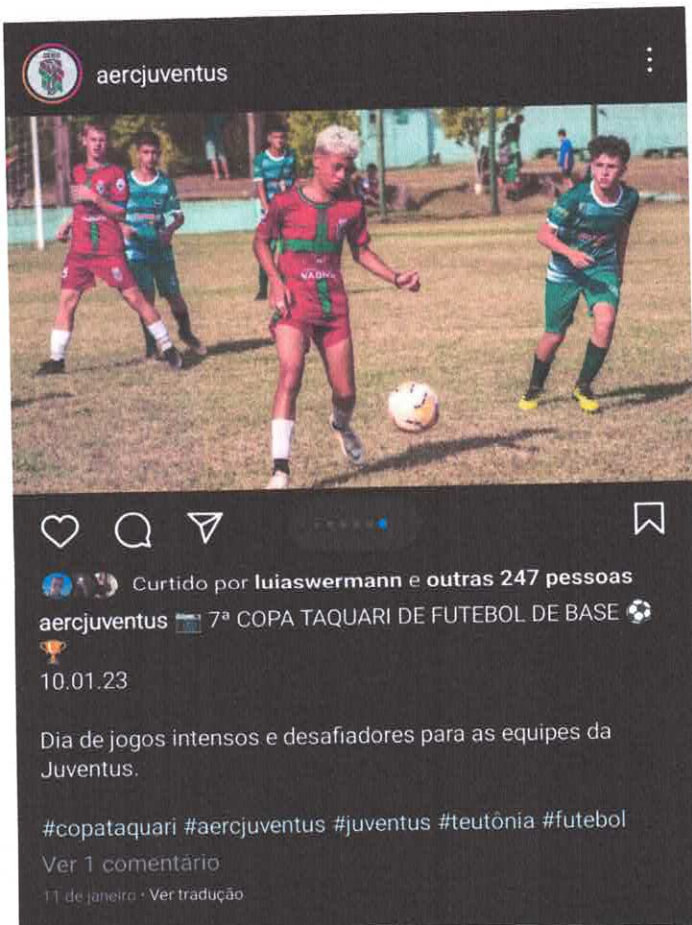 aercjuventus
Curtido por luiaswermann e outras 247 pessoas
aercjuventus 7ª COPA TAQUARI DE FUTEBOL DE BASE
10.01.23
Dia de jogos intensos e desafiadores para as equipes da
Juventus.
#copataquari #aercjuventus #juventus #teutônia #futebol
Ver 1 comentário
11 de janeiro · Ver tradução